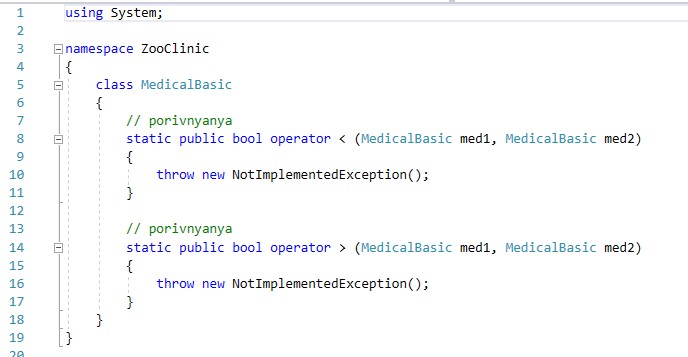 1 using System;
2
3 namespace ZooClinic
4 {
5 class MedicalBasic
6 {
7 // porivnyanya
8 static public bool operator < (MedicalBasic med1, MedicalBasic med2)
9 {
10 throw new NotImplementedException();
11 }
12
13 // porivnyanya
14 static public bool operator > (MedicalBasic med1, MedicalBasic med2)
15 {
16 throw new NotImplementedException();
17 }
18 }
19 }
20